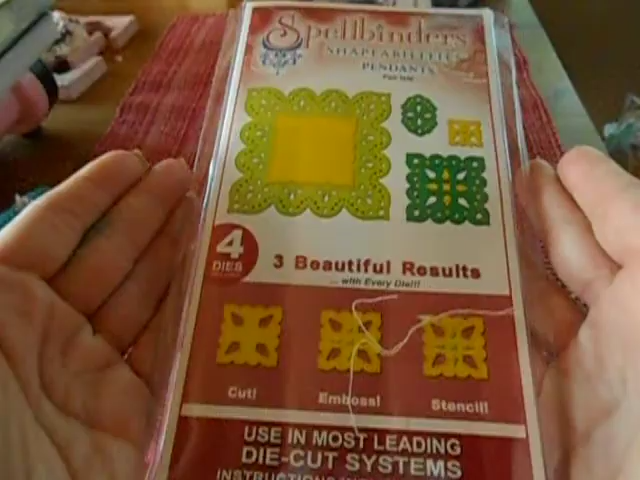 Spellbinders
SHAPEABILITIES
PENDANTS
4
DIES
3 Beautiful Results
... with Every Die!!
Cut!
Emboss!
Stencil!
USE IN MOST LEADING
DIE-CUT SYSTEMS